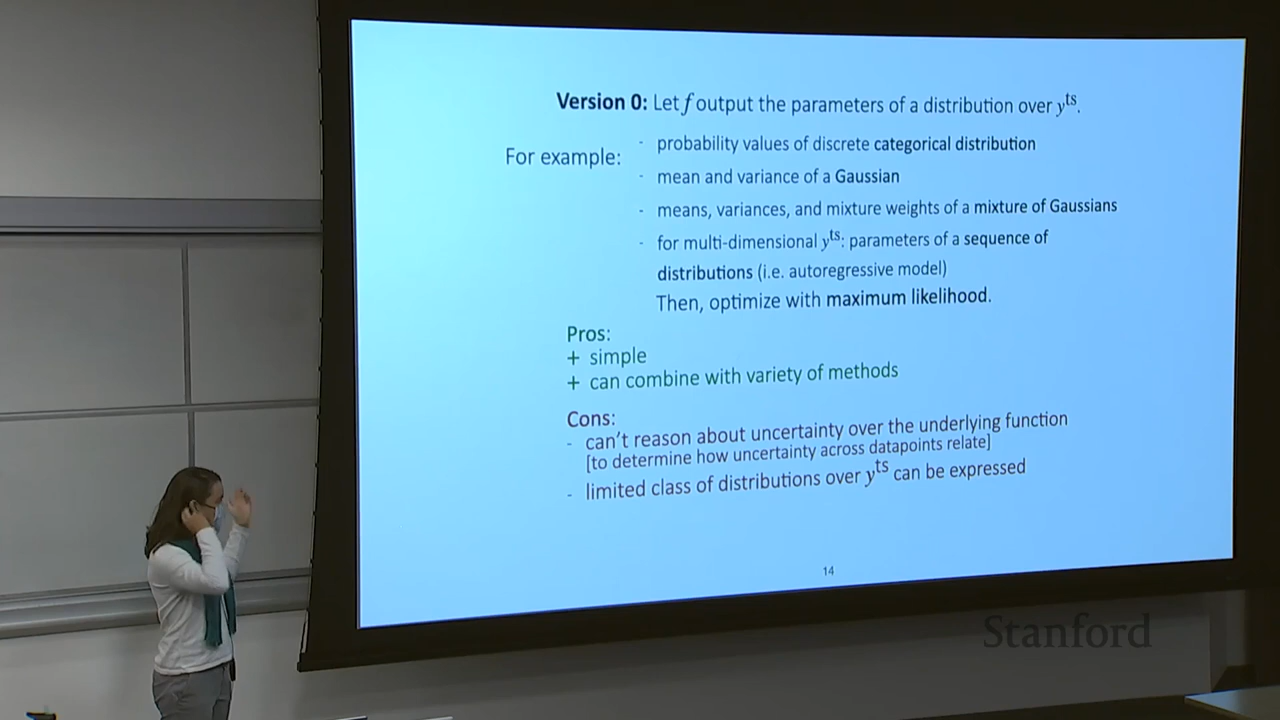 Version 0: Let f output the parameters of a distribution over y^ts.
For example:
- probability values of discrete categorical distribution
- mean and variance of a Gaussian
- means, variances, and mixture weights of a mixture of Gaussians
- for multi-dimensional y^ts: parameters of a sequence of
distributions (i.e. autoregressive model)
Then, optimize with maximum likelihood.
Pros:
+ simple
+ can combine with variety of methods
Cons:
- can't reason about uncertainty over the underlying function
[to determine how uncertainty across datapoints relate]
- limited class of distributions over y^ts can be expressed
14
Stanford